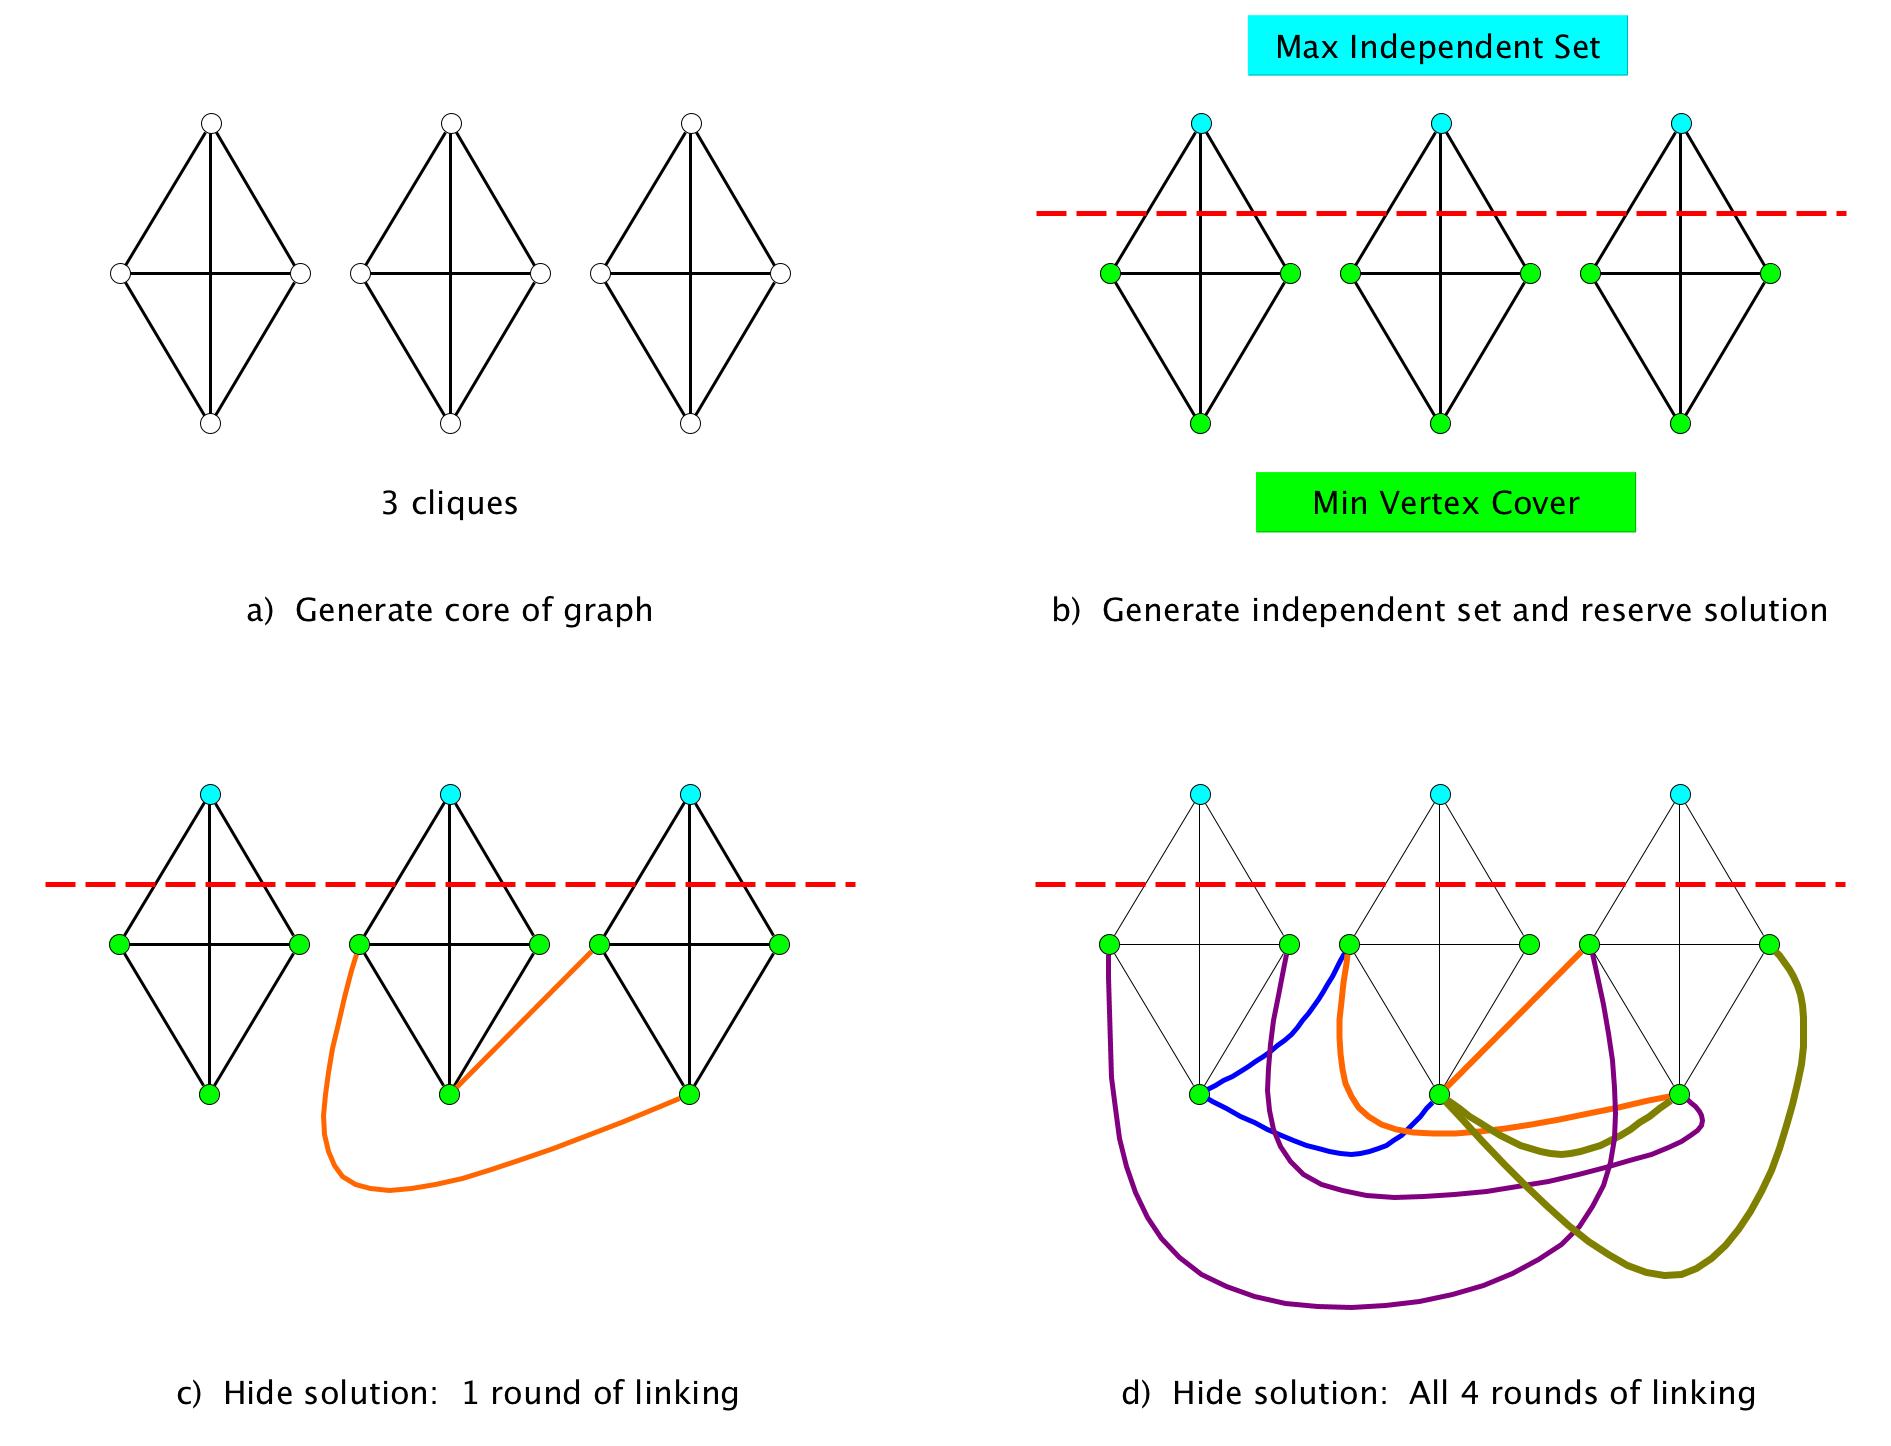 Max Independent Set
3 cliques
Min Vertex Cover
a) Generate core of graph
b) Generate independent set and reserve solution
c) Hide solution: 1 round of linking
d) Hide solution: All 4 rounds of linking